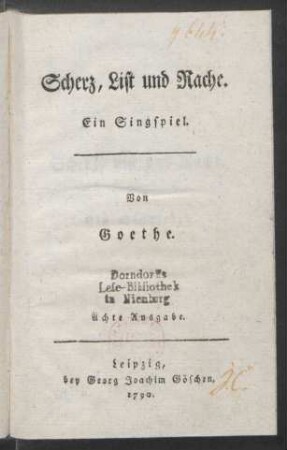 Scherz, List und Rache.
Ein Singspiel.
Von
Goethe.
Dorndorf's
Lese-Bibliothek
in Nienburg
ächte Ausgabe.
Leipzig,
bey Georg Joachim Göschen,
1790.